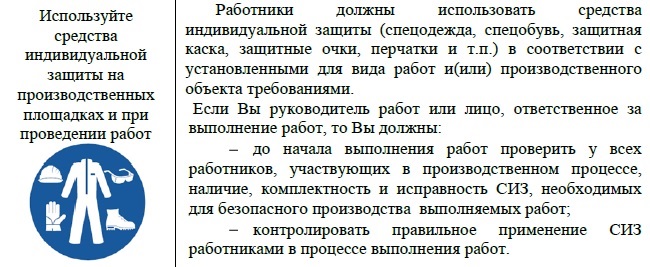 Используйте
средства
индивидуальной
защиты на
производственных
площадках и при
проведении работ
Работники должны использовать средства
индивидуальной защиты (спецодежда, спецобувь, защитная
каска, защитные очки, перчатки и т.п.) в соответствии с
установленными для вида работ и(или) производственного
объекта требованиями.
Если Вы руководитель работ или лицо, ответственное за
выполнение работ, то Вы должны:
– до начала выполнения работ проверить у всех
работников, участвующих в производственном процессе,
наличие, комплектность и исправность СИЗ, необходимых
для безопасного производства выполняемых работ;
– контролировать правильное применение СИЗ
работниками в процессе выполнения работ.